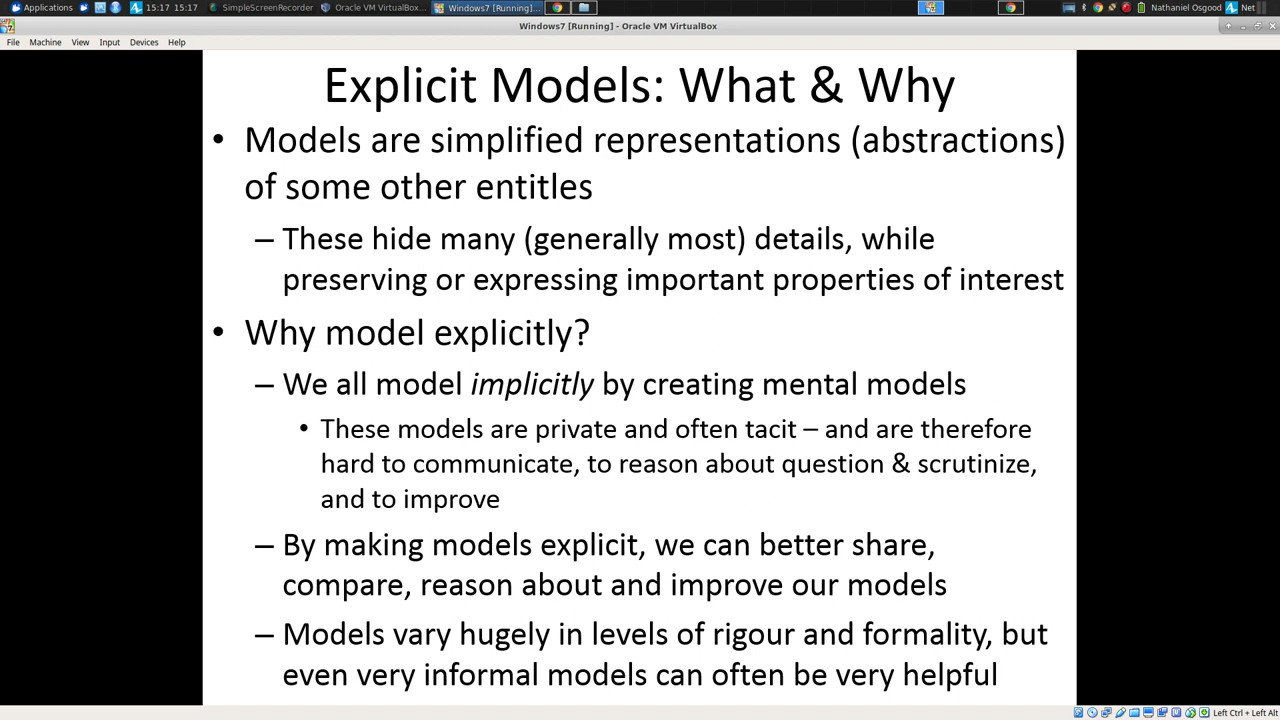 Applications SimpleScreenRecorder Oracle VM VirtualBox... Windows7 [Running]... Nathaniel Osgood Net
15:17 15:17
Windows7 [Running] - Oracle VM VirtualBox
File Machine View Input Devices Help
Explicit Models: What & Why
• Models are simplified representations (abstractions)
of some other entitles
– These hide many (generally most) details, while
preserving or expressing important properties of interest
• Why model explicitly?
– We all model implicitly by creating mental models
• These models are private and often tacit – and are therefore
hard to communicate, to reason about question & scrutinize,
and to improve
– By making models explicit, we can better share,
compare, reason about and improve our models
– Models vary hugely in levels of rigour and formality, but
even very informal models can often be very helpful
Left Ctrl + Left Alt